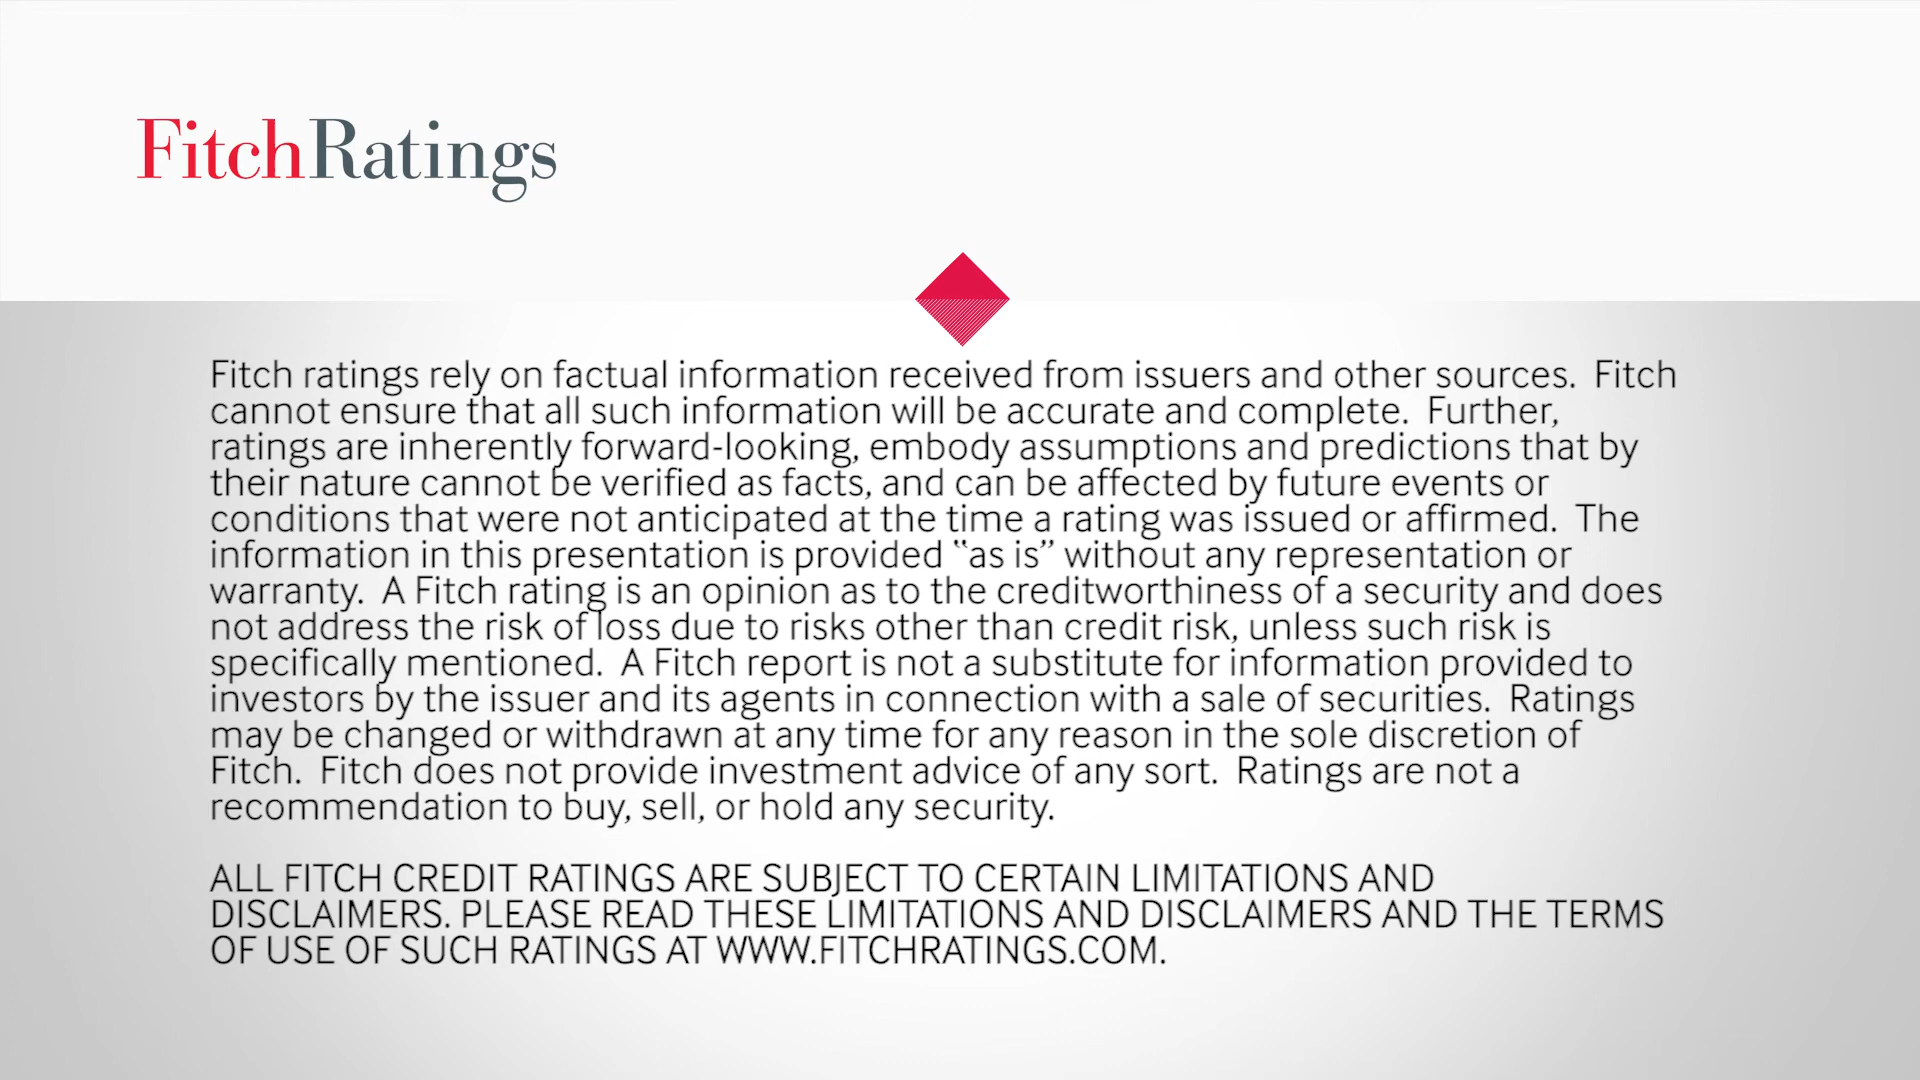 FitchRatings
Fitch ratings rely on factual information received from issuers and other sources.  Fitch
cannot ensure that all such information will be accurate and complete.  Further,
ratings are inherently forward-looking, embody assumptions and predictions that by
their nature cannot be verified as facts, and can be affected by future events or
conditions that were not anticipated at the time a rating was issued or affirmed.  The
information in this presentation is provided “as is” without any representation or
warranty.  A Fitch rating is an opinion as to the creditworthiness of a security and does
not address the risk of loss due to risks other than credit risk, unless such risk is
specifically mentioned.  A Fitch report is not a substitute for information provided to
investors by the issuer and its agents in connection with a sale of securities.  Ratings
may be changed or withdrawn at any time for any reason in the sole discretion of
Fitch.  Fitch does not provide investment advice of any sort.  Ratings are not a
recommendation to buy, sell, or hold any security.
ALL FITCH CREDIT RATINGS ARE SUBJECT TO CERTAIN LIMITATIONS AND
DISCLAIMERS. PLEASE READ THESE LIMITATIONS AND DISCLAIMERS AND THE TERMS
OF USE OF SUCH RATINGS AT WWW.FITCHRATINGS.COM.